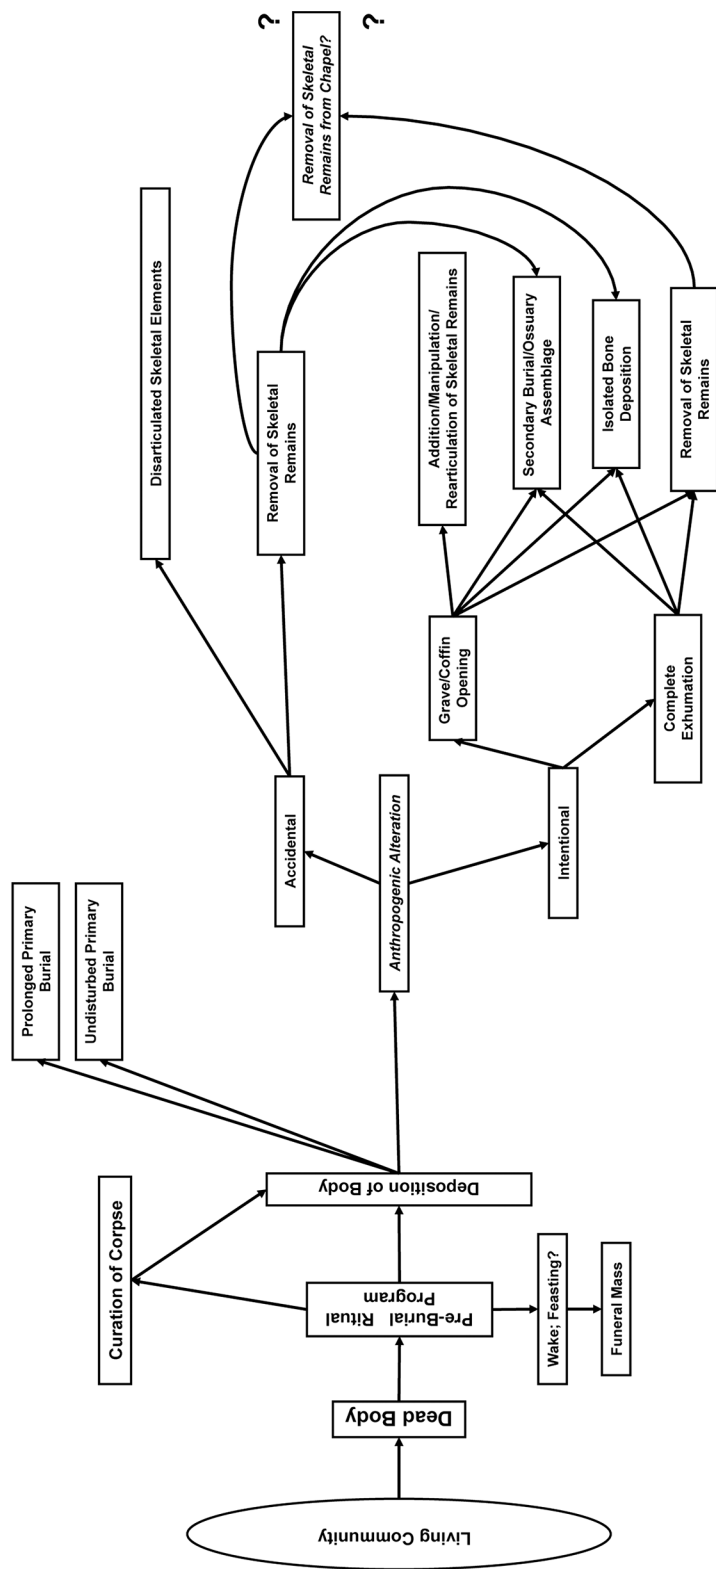 Living Community
Dead Body
Pre-Burial Ritual
Program
Curation of Corpse
Wake; Feasting?
Funeral Mass
Deposition of Body
Prolonged Primary
Burial
Undisturbed Primary
Burial
Anthropogenic Alteration
Accidental
Intentional
Disarticulated Skeletal Elements
Removal of Skeletal
Remains
Grave/Coffin
Opening
Complete
Exhumation
Addition/Manipulation/
Rearticulation of Skeletal Remains
Secondary Burial/Ossuary
Assemblage
Isolated Bone
Deposition
Removal of Skeletal
Remains
?
Removal of Skeletal
Remains from Chapel?
?